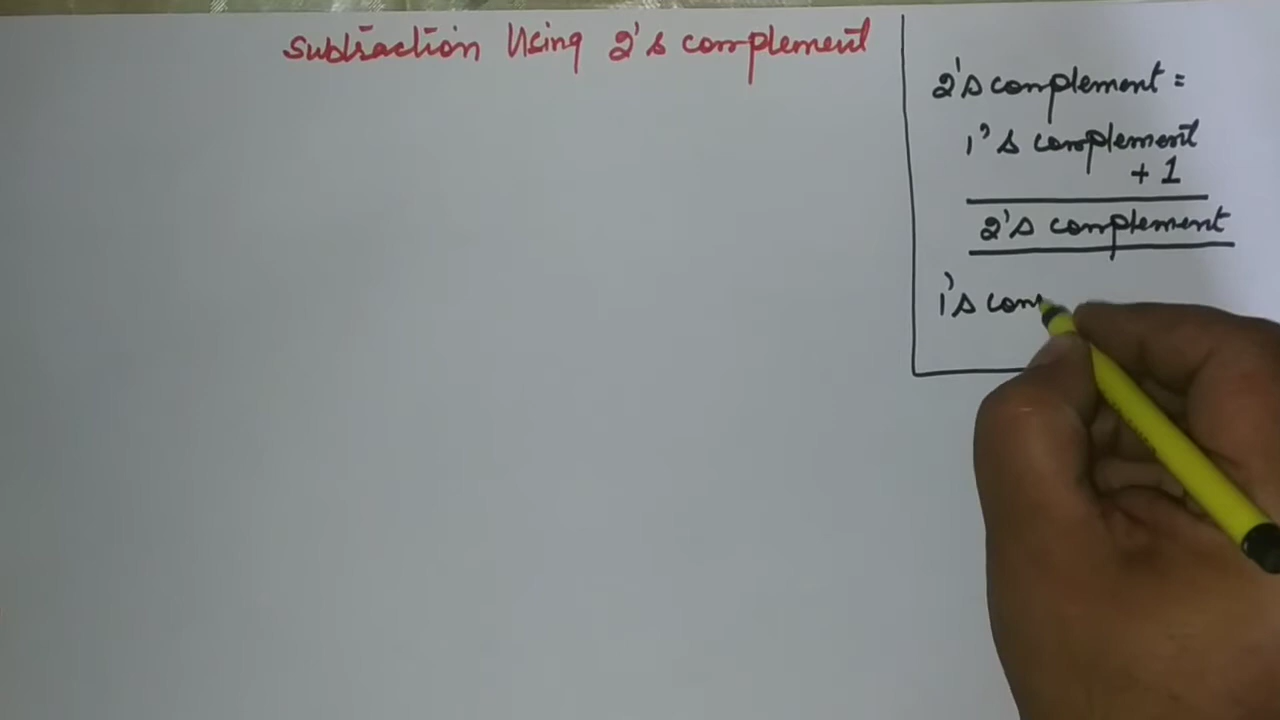 Subtraction Using 2's complement
2's complement =
1's complement
+ 1
2's complement
1's com